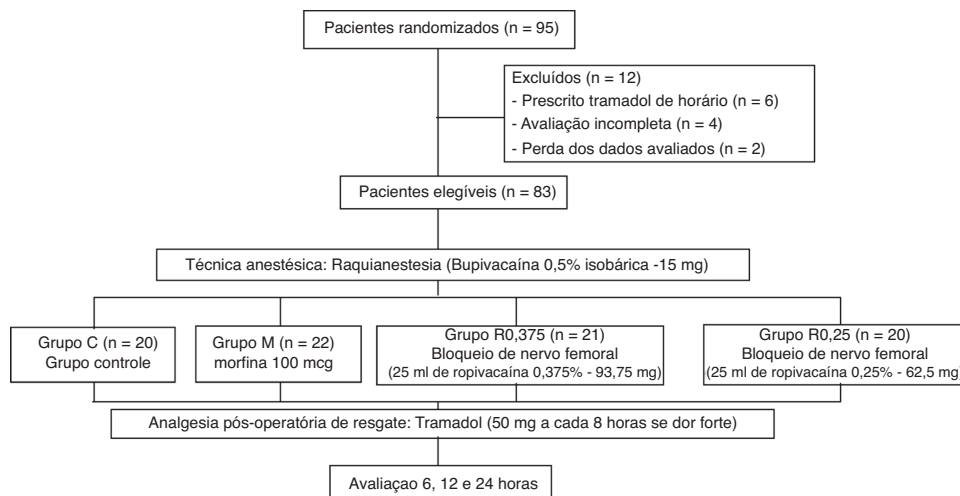 Pacientes randomizados (n = 95)
Excluídos (n = 12)
- Prescrito tramadol de horário (n = 6)
- Avaliação incompleta (n = 4)
- Perda dos dados avaliados (n = 2)
Pacientes elegíveis (n = 83)
Técnica anestésica: Raquianestesia (Bupivacaína 0,5% isobárica -15 mg)
Grupo C (n = 20)
Grupo controle
Grupo M (n = 22)
morfina 100 mcg
Grupo R0,375 (n = 21)
Bloqueio de nervo femoral
(25 ml de ropivacaína 0,375% - 93,75 mg)
Grupo R0,25 (n = 20)
Bloqueio de nervo femoral
(25 ml de ropivacaína 0,25% - 62,5 mg)
Analgesia pós-operatória de resgate: Tramadol (50 mg a cada 8 horas se dor forte)
Avaliaçao 6, 12 e 24 horas